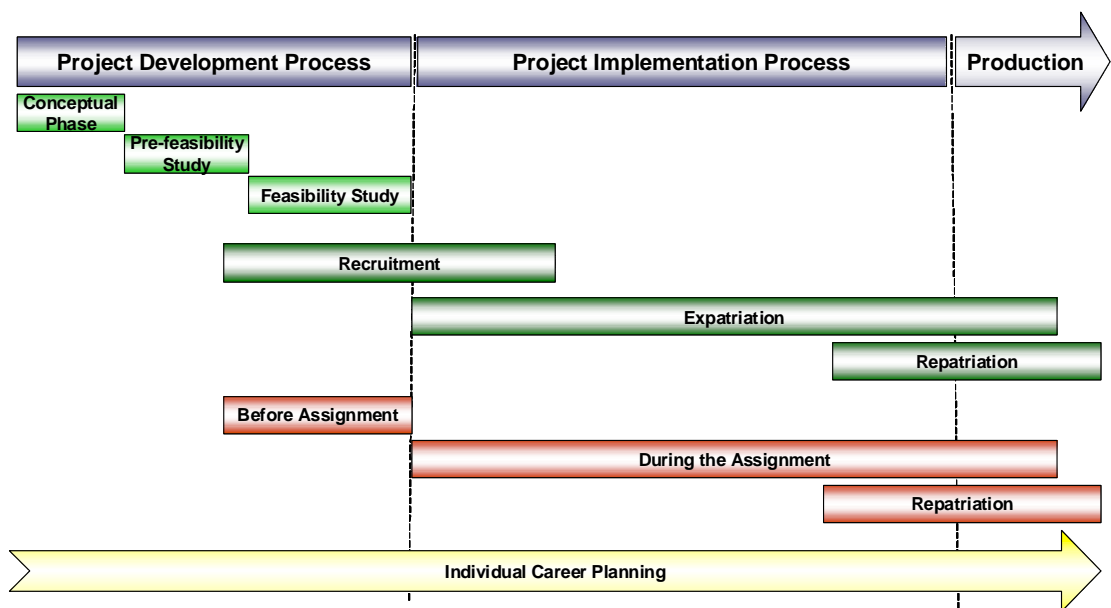 Project Development Process
Project Implementation Process
Production
Conceptual
Phase
Pre-feasibility
Study
Feasibility Study
Recruitment
Expatriation
Repatriation
Before Assignment
During the Assignment
Repatriation
Individual Career Planning